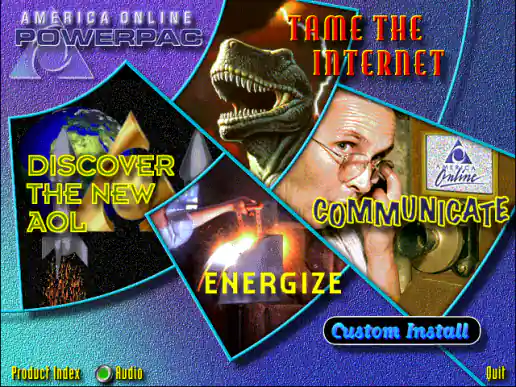 AMERICA ONLINE
POWERPAC
TAME THE
INTERNET
DISCOVER
THE NEW
AOL
AMERICA
Online
COMMUNICATE
ENERGIZE
Custom Install
Product Index
Audio
Quit